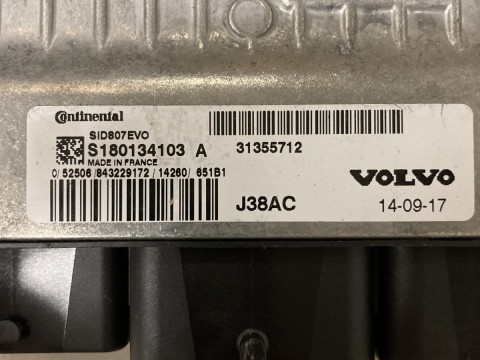 Continental
SID807EVO
S180134103 A
MADE IN FRANCE
0/ 52506 /843229172 / 14260/ 651B1
31355712
VOLVO
J38AC
14-09-17